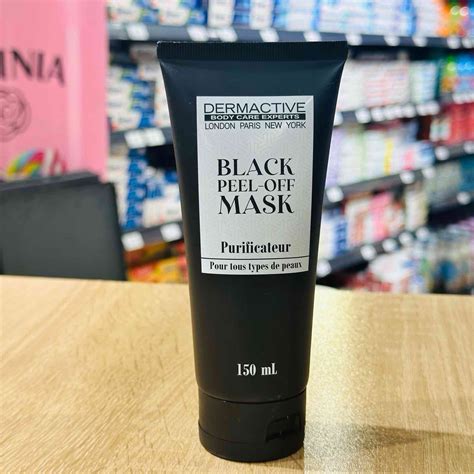 INIA
DERMACTIVE
BODY CARE EXPERTS
LONDON PARIS NEW YORK
BLACK
PEEL-OFF
MASK
Purificateur
Pour tous types de peaux
150 mL